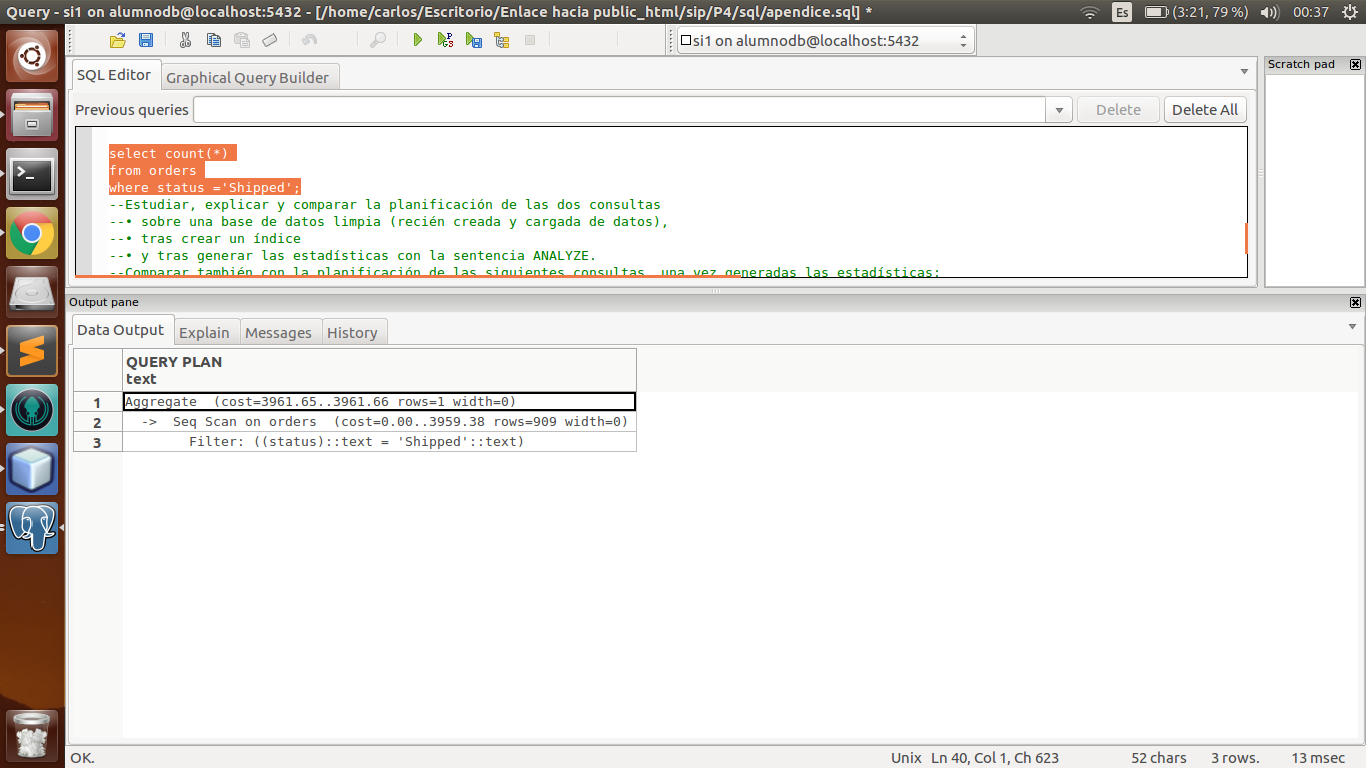 Query - si1 on alumnodb@localhost:5432 - [/home/carlos/Escritorio/Enlace hacia public_html/sip/P4/sql/apendice.sql] *
Es
(3:21, 79 %)
00:37
si1 on alumnodb@localhost:5432
SQL Editor
Graphical Query Builder
Scratch pad
Previous queries
Delete
Delete All
select count(*)
from orders
where status ='Shipped';
--Estudiar, explicar y comparar la planificación de las dos consultas
--• sobre una base de datos limpia (recién creada y cargada de datos),
--• tras crear un índice
--• y tras generar las estadísticas con la sentencia ANALYZE.
--Comparar también con la planificación de las siguientes consultas, una vez generadas las estadísticas:
Output pane
Data Output
Explain
Messages
History
QUERY PLAN
text
1 Aggregate (cost=3961.65..3961.66 rows=1 width=0)
2 -> Seq Scan on orders (cost=0.00..3959.38 rows=909 width=0)
3 Filter: ((status)::text = 'Shipped'::text)
OK.
Unix
Ln 40, Col 1, Ch 623
52 chars
3 rows.
13 msec